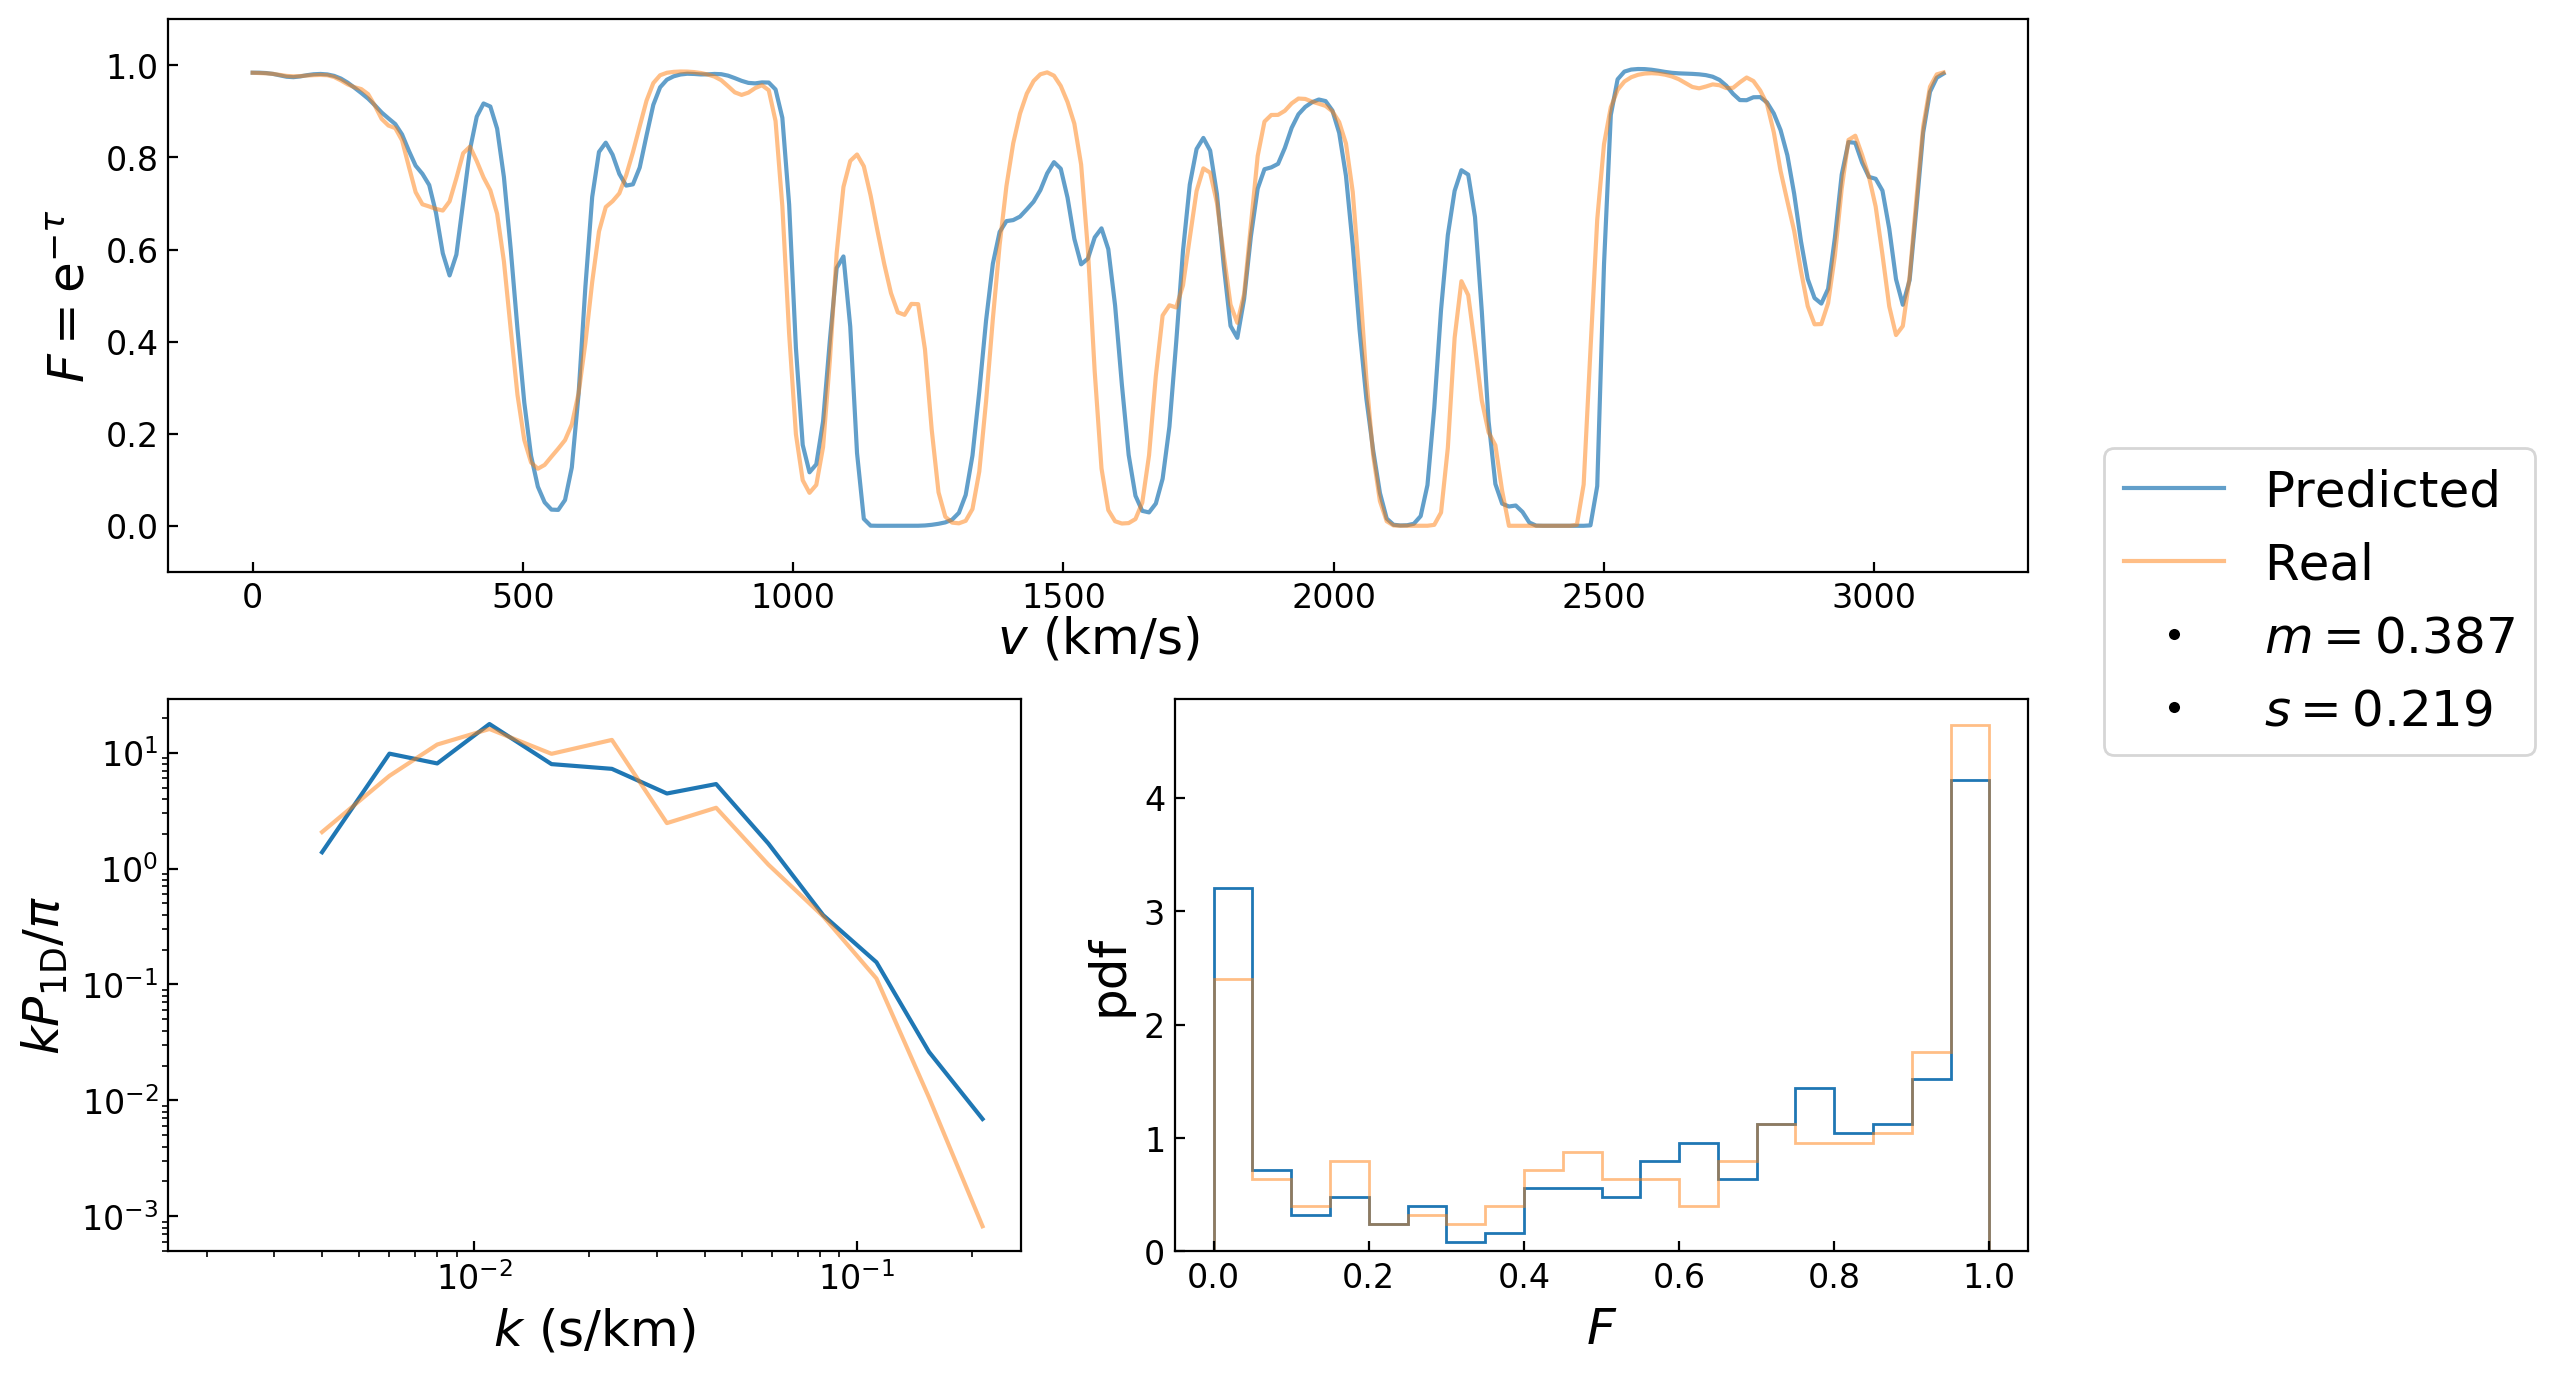 1.0
0.8
0.6
0.4
0.2
0.0
F = e^{-τ}
0 500 1000 1500 2000 2500 3000
v (km/s)
Predicted
Real
m = 0.387
s = 0.219
10^1
10^0
10^{-1}
10^{-2}
10^{-3}
kP_{1D}/π
10^{-2} 10^{-1}
k (s/km)
4
3
2
1
0
pdf
0.0 0.2 0.4 0.6 0.8 1.0
F